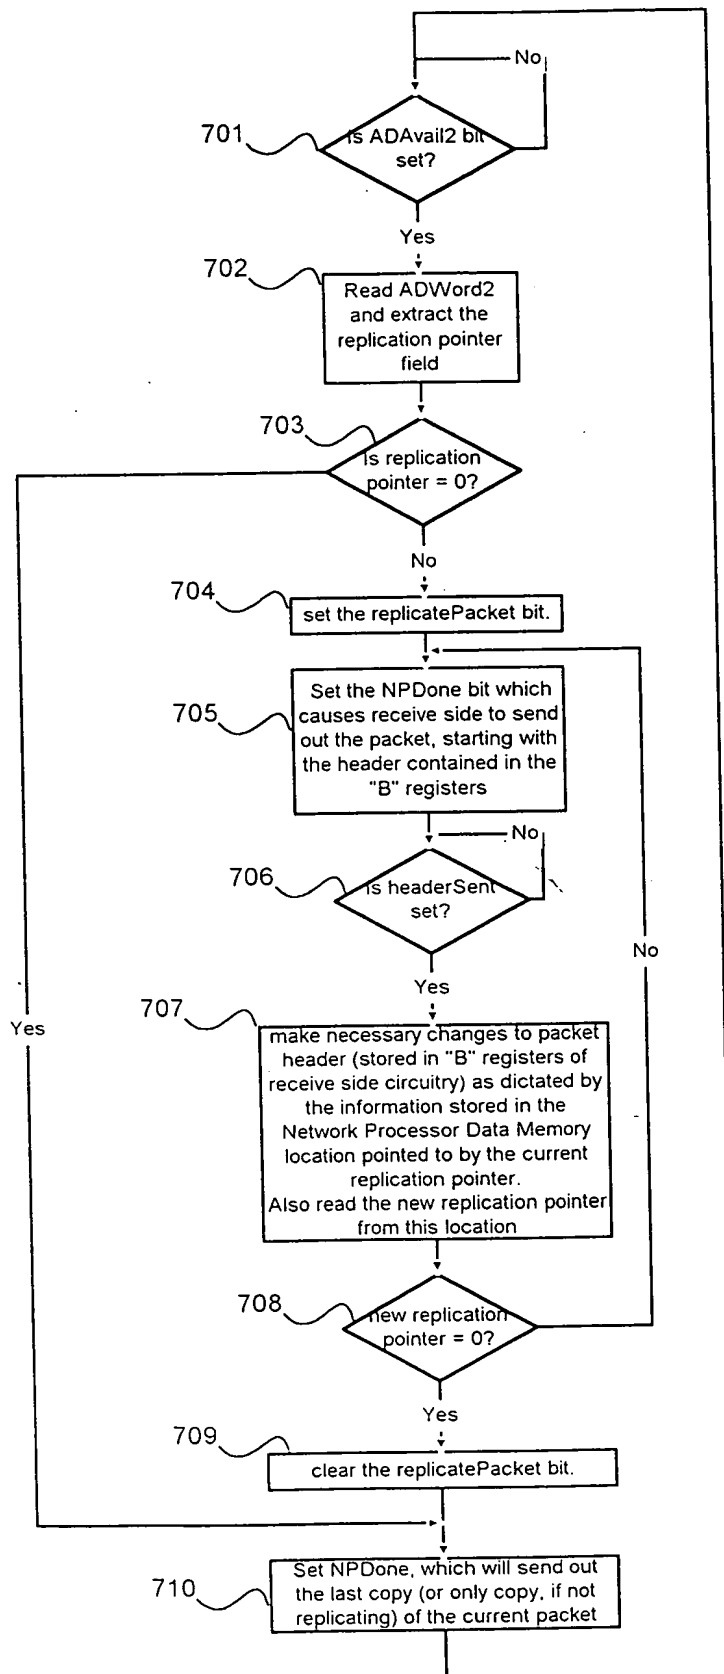 No
701
Is ADAvail2 bit
set?
Yes
702
Read ADWord2
and extract the
replication pointer
field
703
Is replication
pointer = 0?
No
704
set the replicatePacket bit.
705
Set the NPDone bit which
causes receive side to send
out the packet, starting with
the header contained in the
"B" registers
No
706
Is headerSent
set?
No
Yes
Yes
707
make necessary changes to packet
header (stored in "B" registers of
receive side circuitry) as dictated by
the information stored in the
Network Processor Data Memory
location pointed to by the current
replication pointer.
Also read the new replication pointer
from this location
708
new replication
pointer = 0?
Yes
709
clear the replicatePacket bit.
710
Set NPDone, which will send out
the last copy (or only copy, if not
replicating) of the current packet